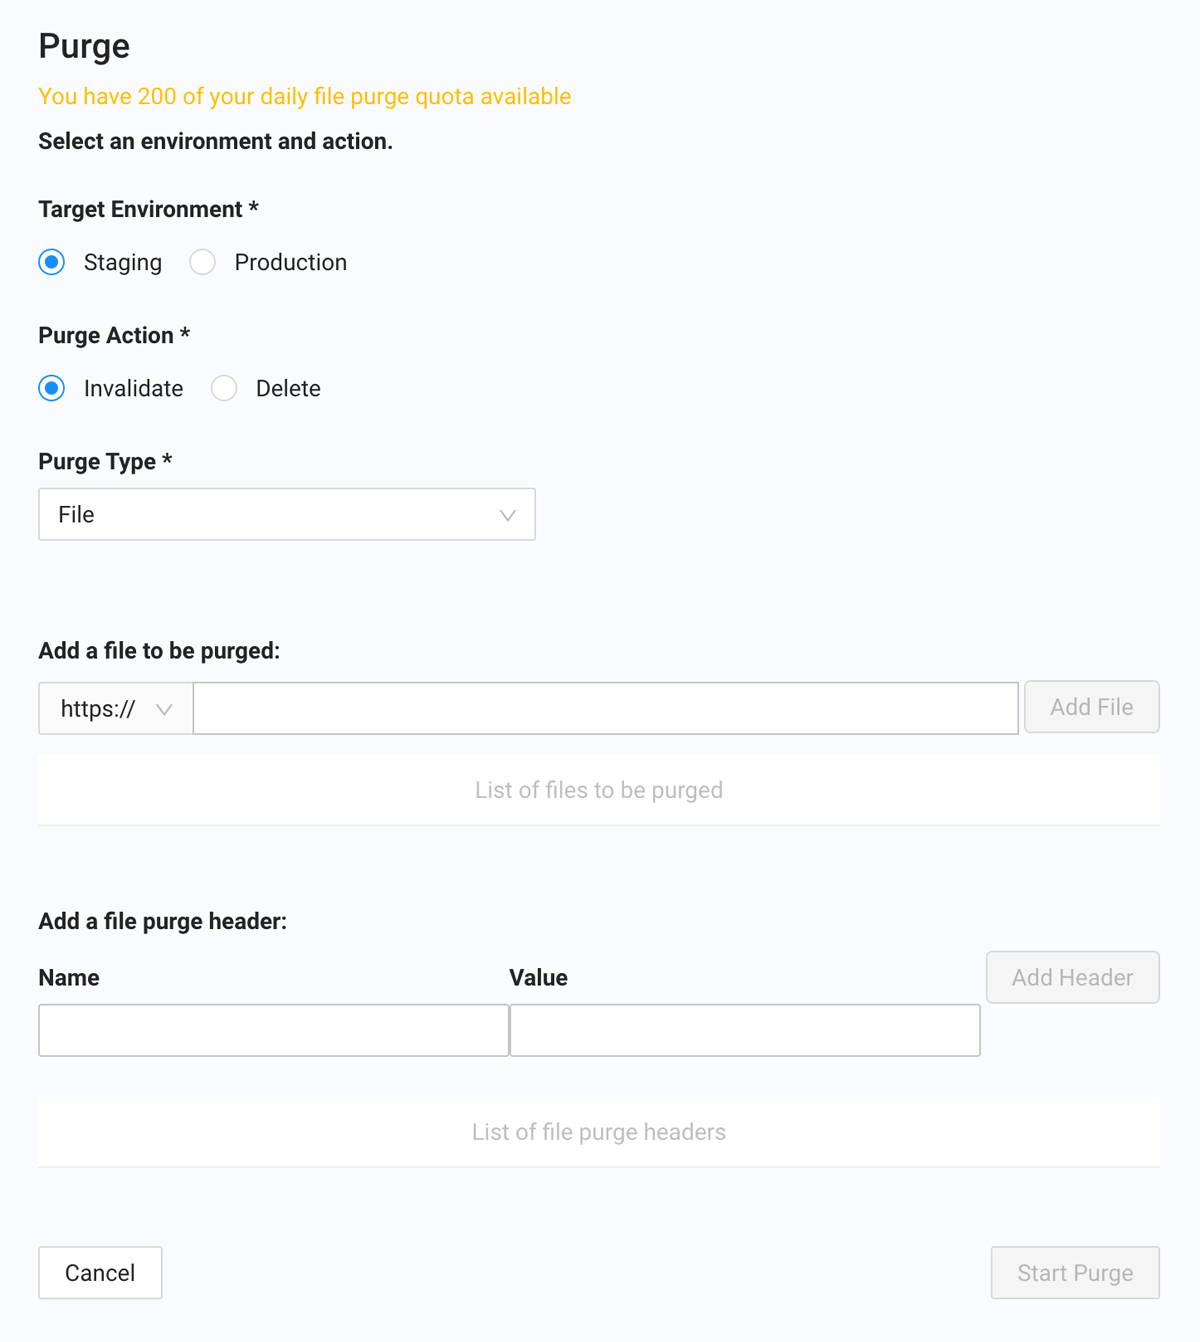 Purge
You have 200 of your daily file purge quota available
Select an environment and action.
Target Environment *
Staging Production
Purge Action *
Invalidate Delete
Purge Type *
File
Add a file to be purged:
https:// Add File
List of files to be purged
Add a file purge header:
Name Value Add Header
List of file purge headers
Cancel Start Purge